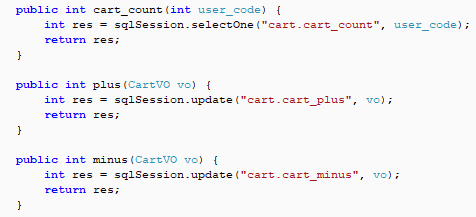 public int cart_count(int user_code) {
int res = sqlSession.selectOne("cart.cart_count", user_code);
return res;
}
public int plus(CartVO vo) {
int res = sqlSession.update("cart.cart_plus", vo);
return res;
}
public int minus(CartVO vo) {
int res = sqlSession.update("cart.cart_minus", vo);
return res;
}